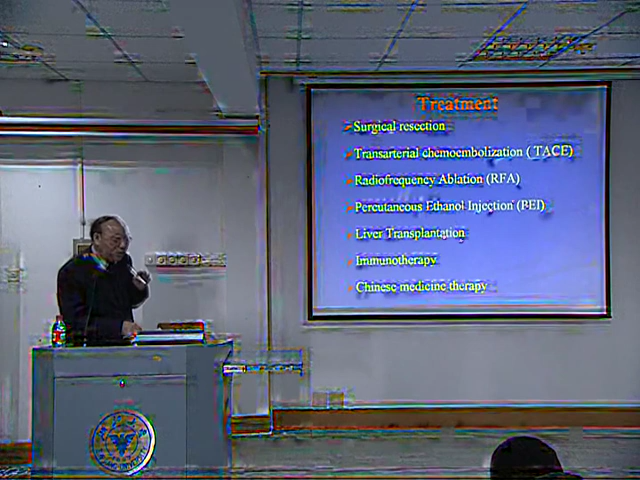 Treatment
Surgical resection
Transarterial chemoembolization ( TACE)
Radiofrequency Ablation (RFA)
Percutaneous Ethanol Injection (PEI)
Liver Transplantation
Immunotherapy
Chinese medicine therapy